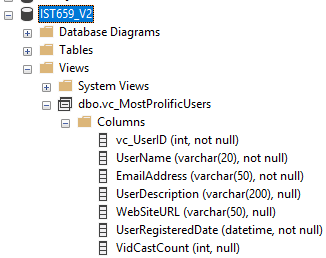 IST659_V2
Database Diagrams
Tables
Views
System Views
dbo.vc_MostProlificUsers
Columns
vc_UserID (int, not null)
UserName (varchar(20), not null)
EmailAddress (varchar(50), not null)
UserDescription (varchar(200), null)
WebSiteURL (varchar(50), null)
UserRegisteredDate (datetime, not null)
VidCastCount (int, null)